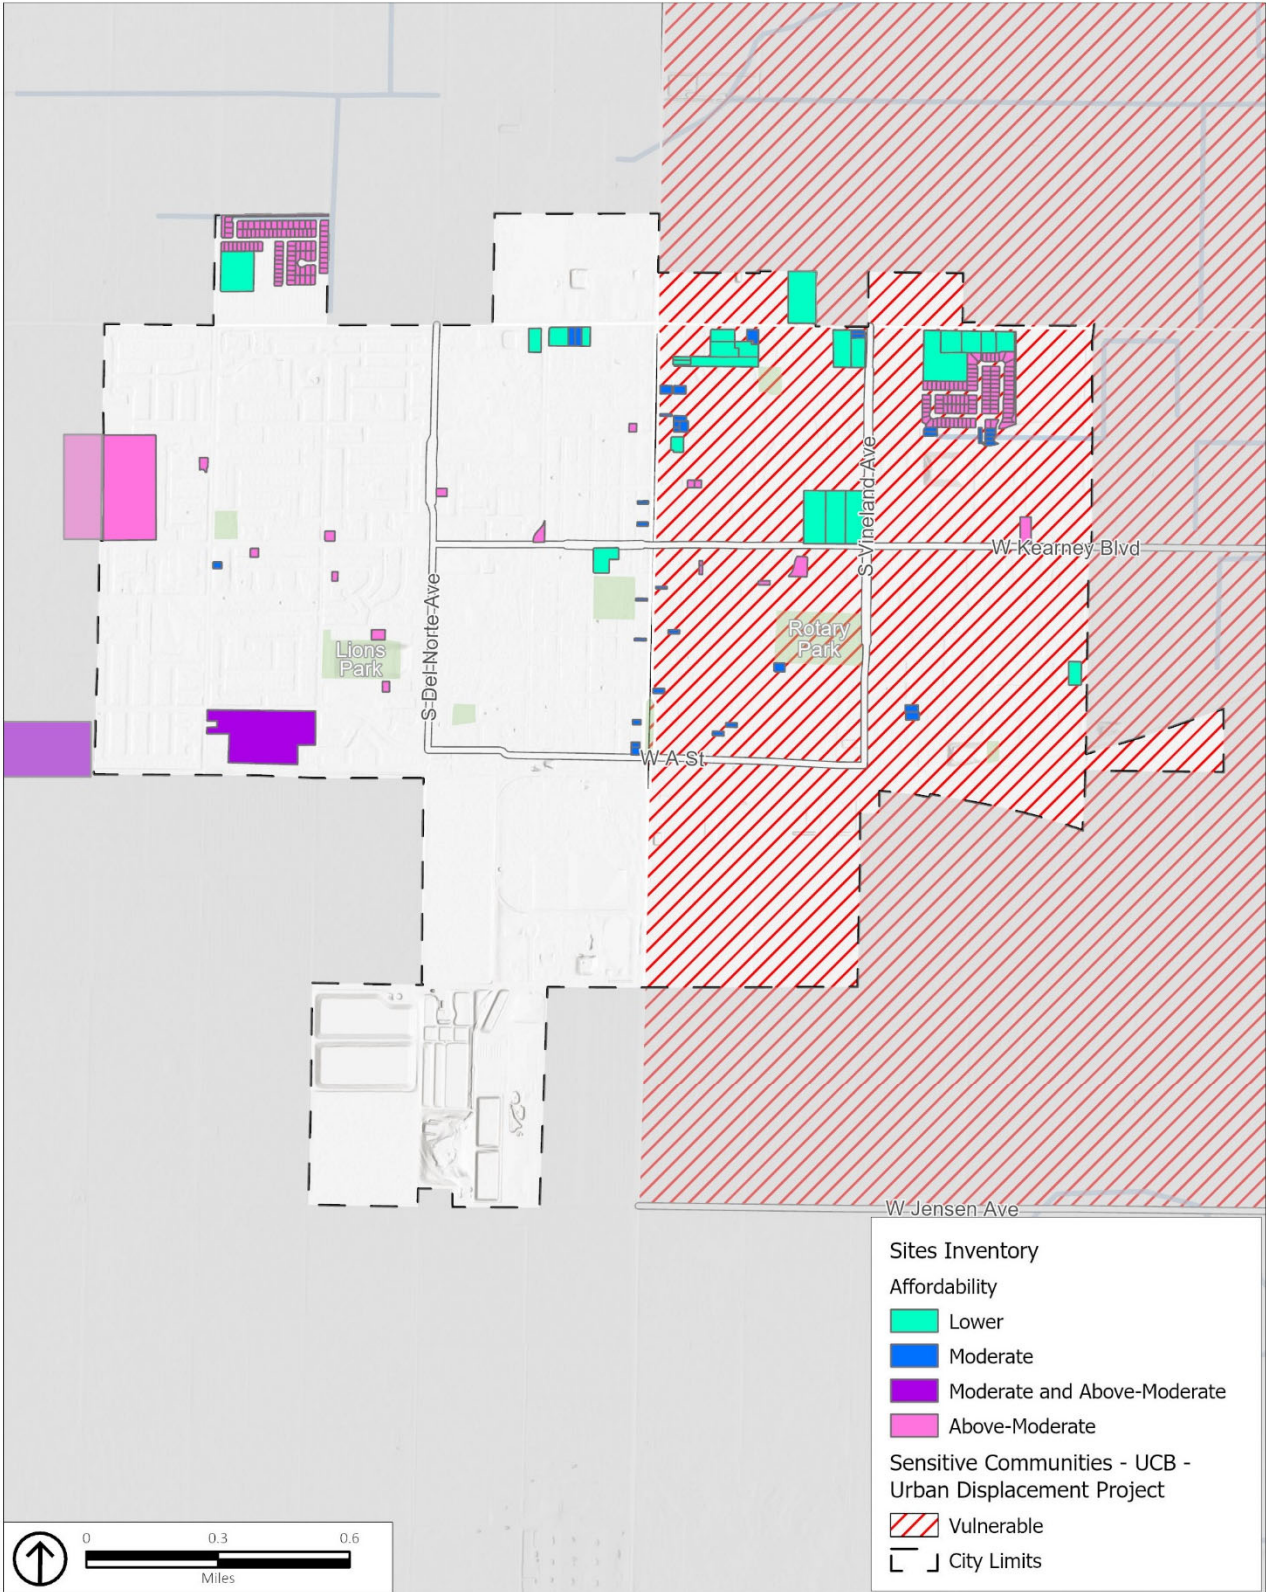 S Vineland Ave
W Kearney Blvd
S Del Norte Ave
Lions
Park
Rotary
Park
W A St
W Jensen Ave
Sites Inventory
Affordability
Lower
Moderate
Moderate and Above-Moderate
Above-Moderate
Sensitive Communities - UCB -
Urban Displacement Project
Vulnerable
City Limits
0 0.3 0.6
Miles